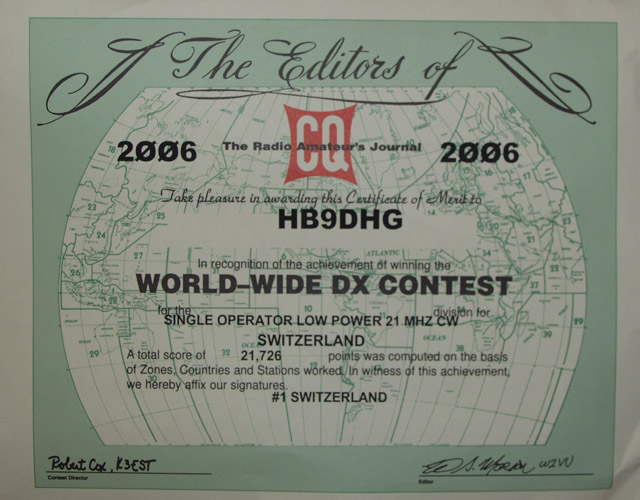 The Editors of
2006 The Radio Amateur's Journal CQ 2006
Take pleasure in awarding this Certificate of Merit to
HB9DHG
In recognition of the achievement of winning the
WORLD-WIDE DX CONTEST
for the division for
SINGLE OPERATOR LOW POWER 21 MHZ CW
SWITZERLAND
A total score of 21,726 points was computed on the basis
of Zones, Countries and Stations worked. In witness of this achievement,
we hereby affix our signatures.
#1 SWITZERLAND
Robert Cox, K3EST
Contest Director
W2VU
Editor